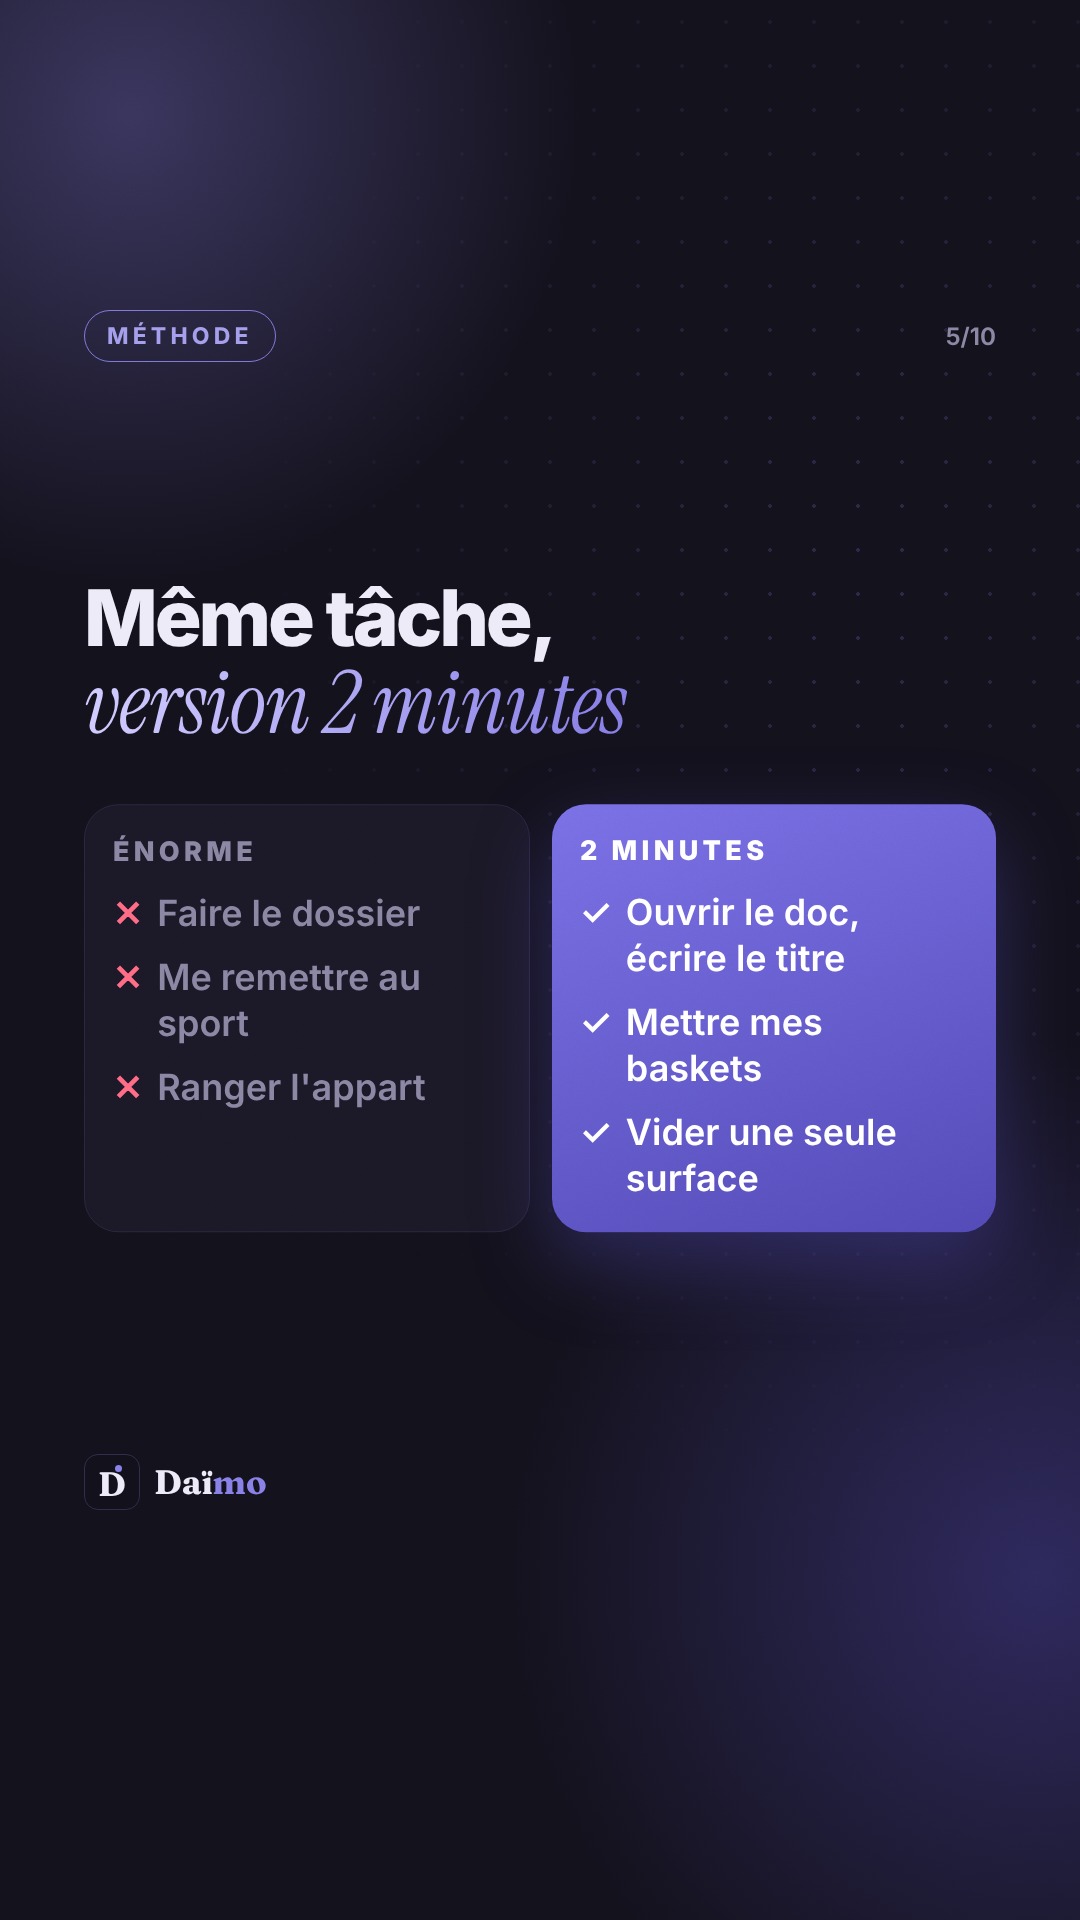 MÉTHODE
5/10
Même tâche,
version 2 minutes
ÉNORME
✕ Faire le dossier
✕ Me remettre au
sport
✕ Ranger l'appart
2 MINUTES
✓ Ouvrir le doc,
écrire le titre
✓ Mettre mes
baskets
✓ Vider une seule
surface
D Daïmo